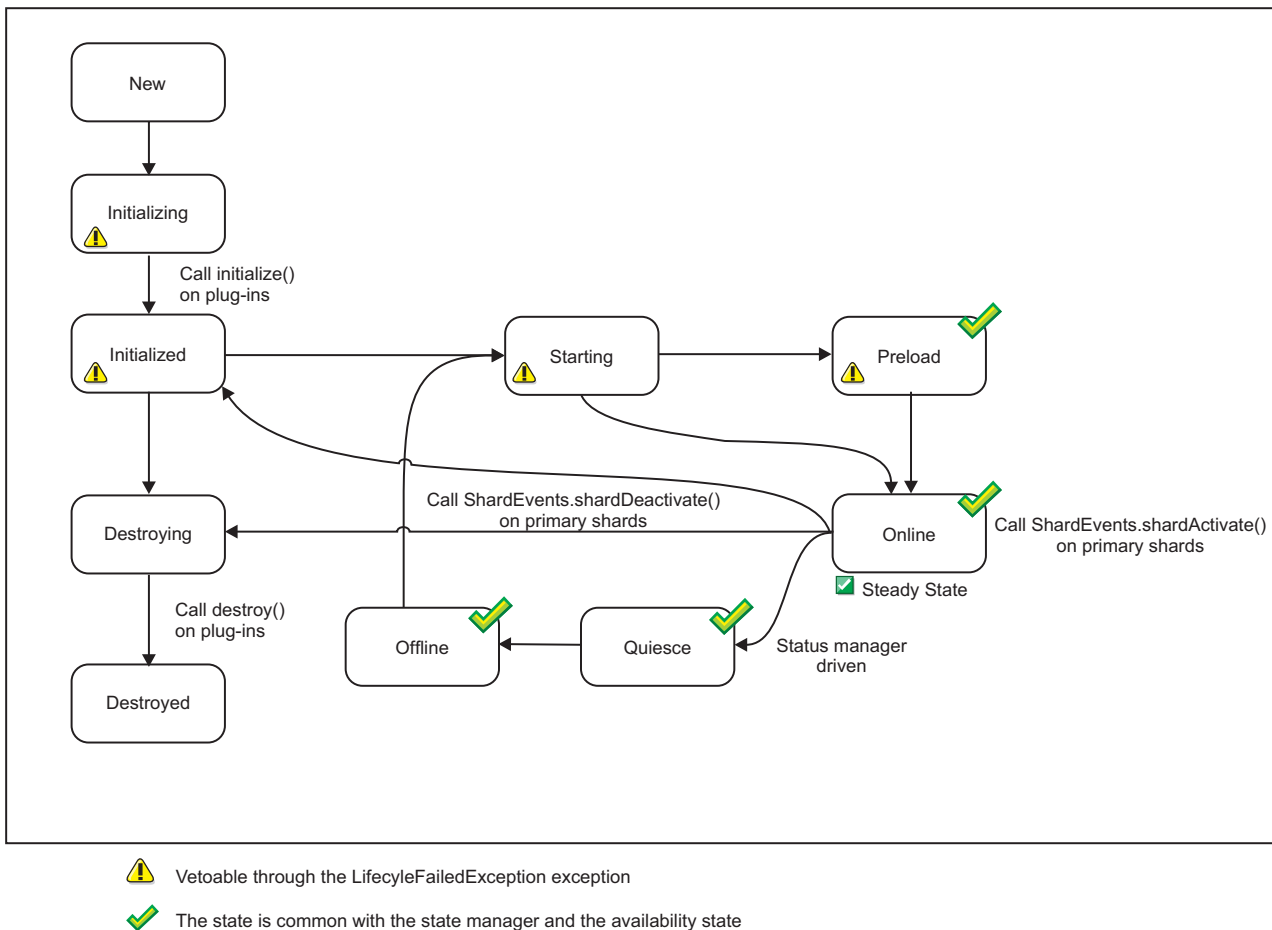 New
Initializing
Call initialize()
on plug-ins
Initialized
Starting
Preload
Call ShardEvents.shardDeactivate()
on primary shards
Destroying
Online
Call ShardEvents.shardActivate()
on primary shards
Steady State
Call destroy()
on plug-ins
Offline
Quiesce
Status manager
driven
Destroyed
Vetoable through the LifecyleFailedException exception
The state is common with the state manager and the availability state